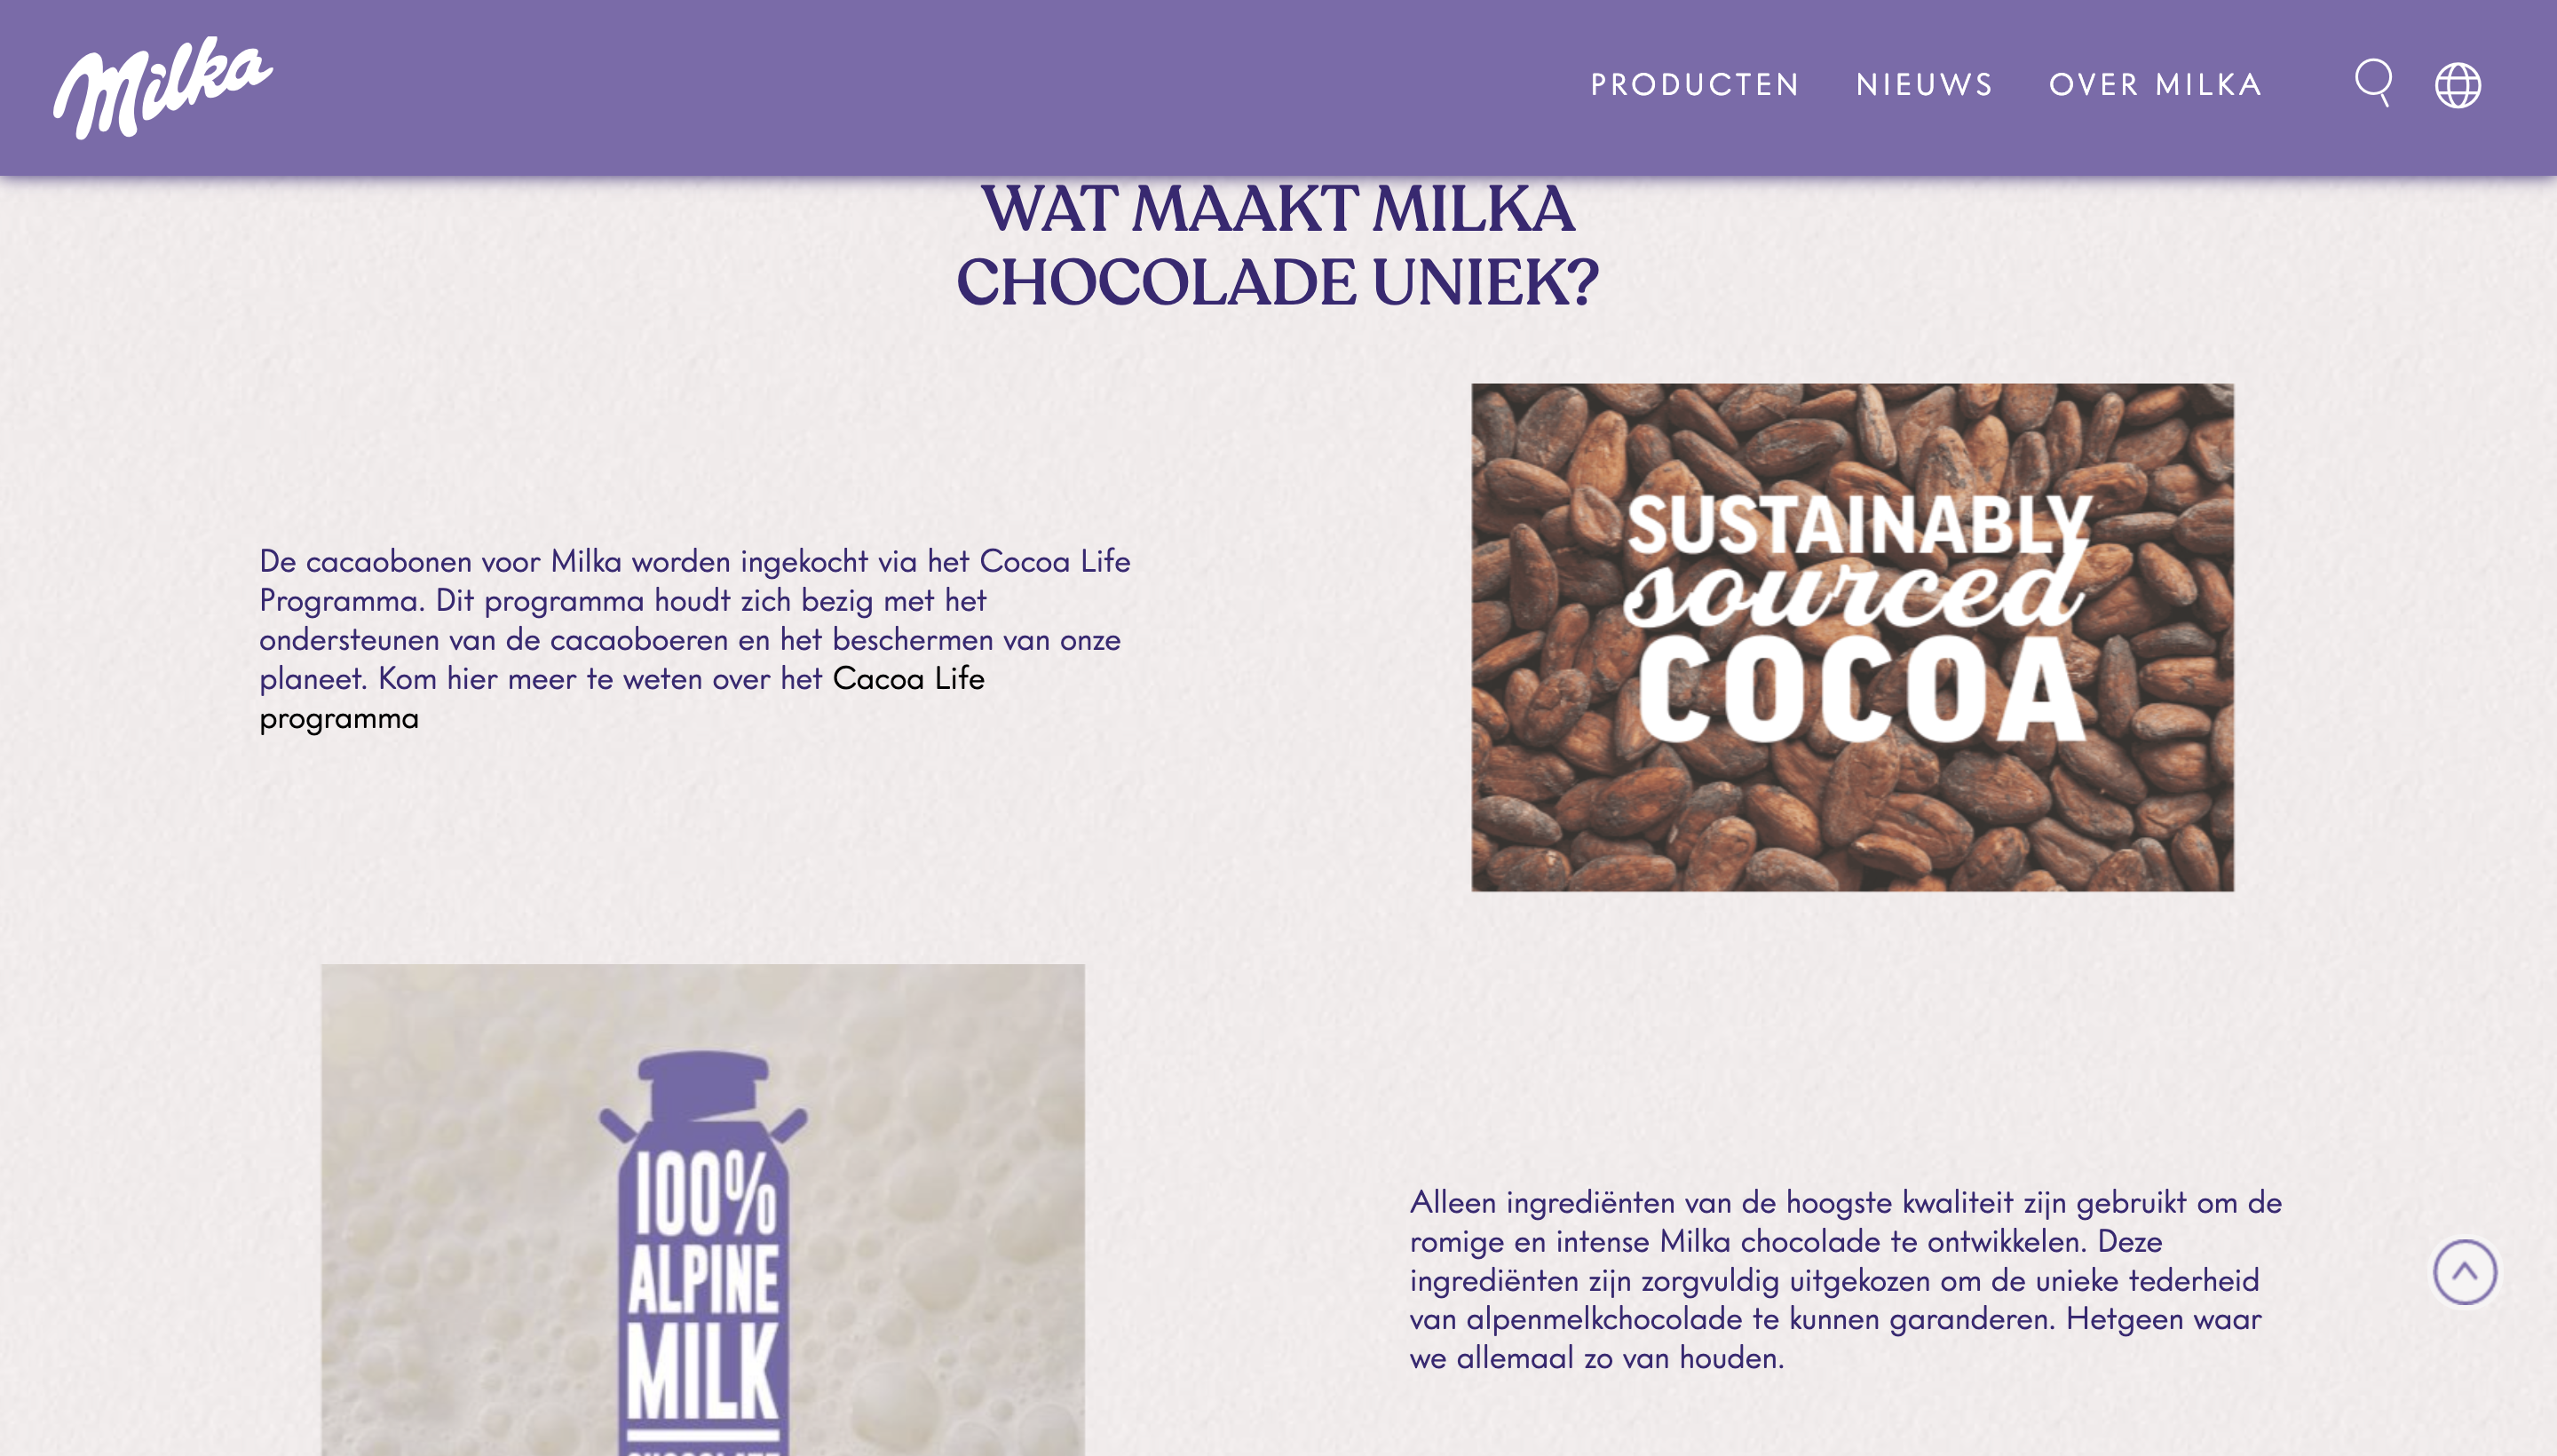 Milka
PRODUCTEN NIEUWS OVER MILKA
WAT MAAKT MILKA
CHOCOLADE UNIEK?
De cacaobonen voor Milka worden ingekocht via het Cocoa Life
Programma. Dit programma houdt zich bezig met het
ondersteunen van de cacaoboeren en het beschermen van onze
planeet. Kom hier meer te weten over het Cacoa Life
programma
SUSTAINABLY
sourced
COCOA
100%
ALPINE
MILK
Alleen ingrediënten van de hoogste kwaliteit zijn gebruikt om de
romige en intense Milka chocolade te ontwikkelen. Deze
ingrediënten zijn zorgvuldig uitgekozen om de unieke tederheid
van alpenmelkchocolade te kunnen garanderen. Hetgeen waar
we allemaal zo van houden.